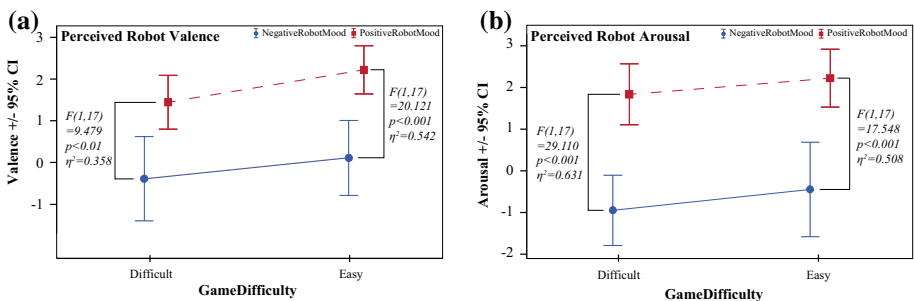 (a)
Perceived Robot Valence
NegativeRobotMood PositiveRobotMood
Valence +/- 95% CI
3
2
1
0
-1
F(1,17)
=9.479
p<0.01
η²=0.358
F(1,17)
=20.121
p<0.001
η²=0.542
Difficult Easy
GameDifficulty
(b)
Perceived Robot Arousal
NegativeRobotMood PositiveRobotMood
Arousal +/- 95% CI
3
2
1
0
-1
-2
F(1,17)
=29.110
p<0.001
η²=0.631
F(1,17)
=17.548
p<0.001
η²=0.508
Difficult Easy
GameDifficulty